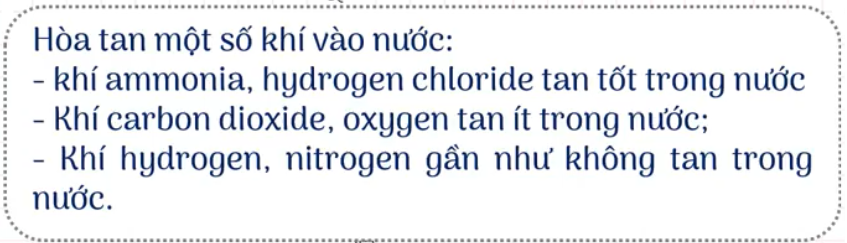 Hòa tan một số khí vào nước:
- khí ammonia, hydrogen chloride tan tốt trong nước
- Khí carbon dioxide, oxygen tan ít trong nước;
- Khí hydrogen, nitrogen gần như không tan trong
nước.